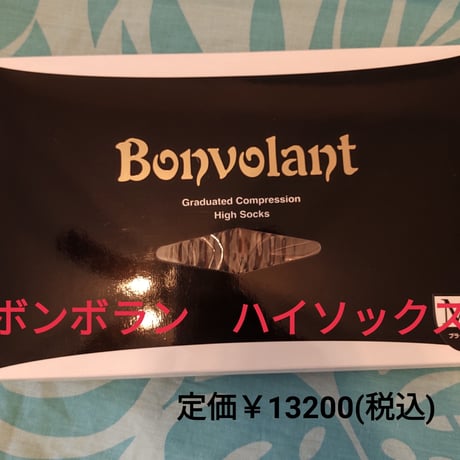 Bonvolant
Graduated Compression
High Socks
ボンボラン　ハイソックス
定価￥13200(税込)